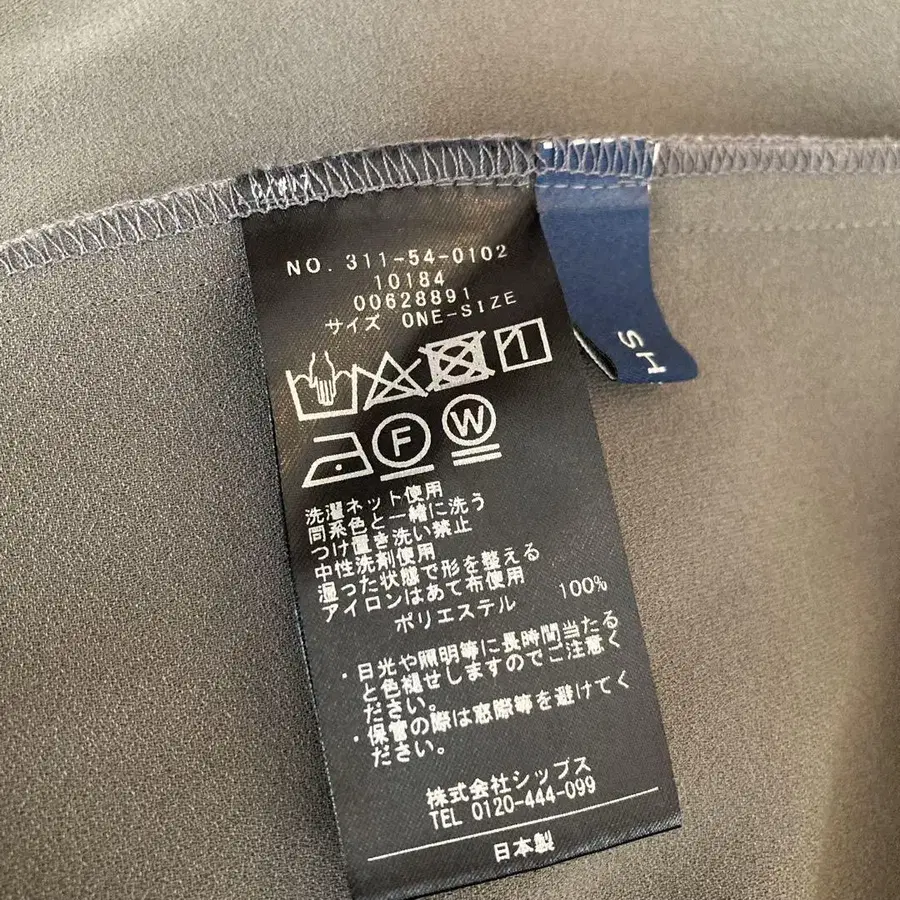 NO. 311-54-0102
10184
00628891
サイズ ONE-SIZE
F W
洗濯ネット使用
同系色と一緒に洗う
つけ置き洗い禁止
中性洗剤使用
湿った状態で形を整える
アイロンはあて布使用
ポリエステル 100%
・日光や照明等に長時間当たる
と色褪せしますのでご注意く
ださい。
・保管の際は窓際等を避けてく
ださい。
株式会社シップス
TEL 0120-444-099
日本製
SH